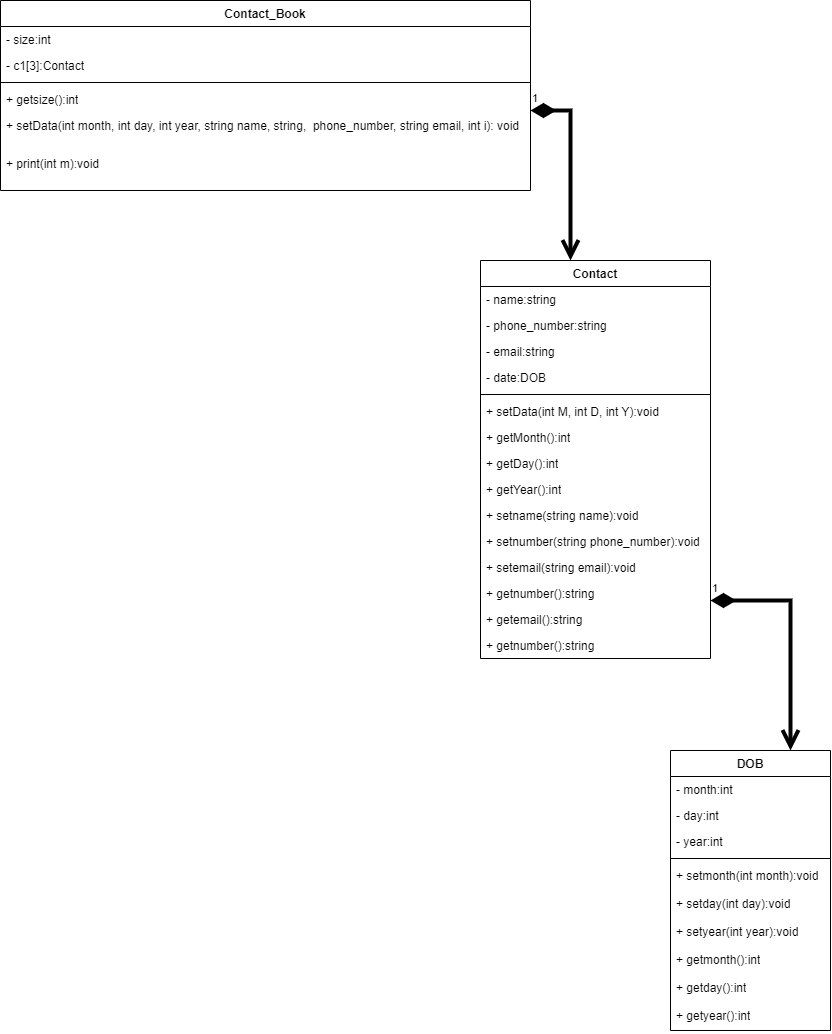 Contact_Book
- size:int
- c1[3]:Contact
+ getsize():int
+ setData(int month, int day, int year, string name, string,  phone_number, string email, int i): void
+ print(int m):void
1
Contact
- name:string
- phone_number:string
- email:string
- date:DOB
+ setData(int M, int D, int Y):void
+ getMonth():int
+ getDay():int
+ getYear():int
+ setname(string name):void
+ setnumber(string phone_number):void
+ setemail(string email):void
+ getnumber():string
+ getemail():string
+ getnumber():string
1
DOB
- month:int
- day:int
- year:int
+ setmonth(int month):void
+ setday(int day):void
+ setyear(int year):void
+ getmonth():int
+ getday():int
+ getyear():int